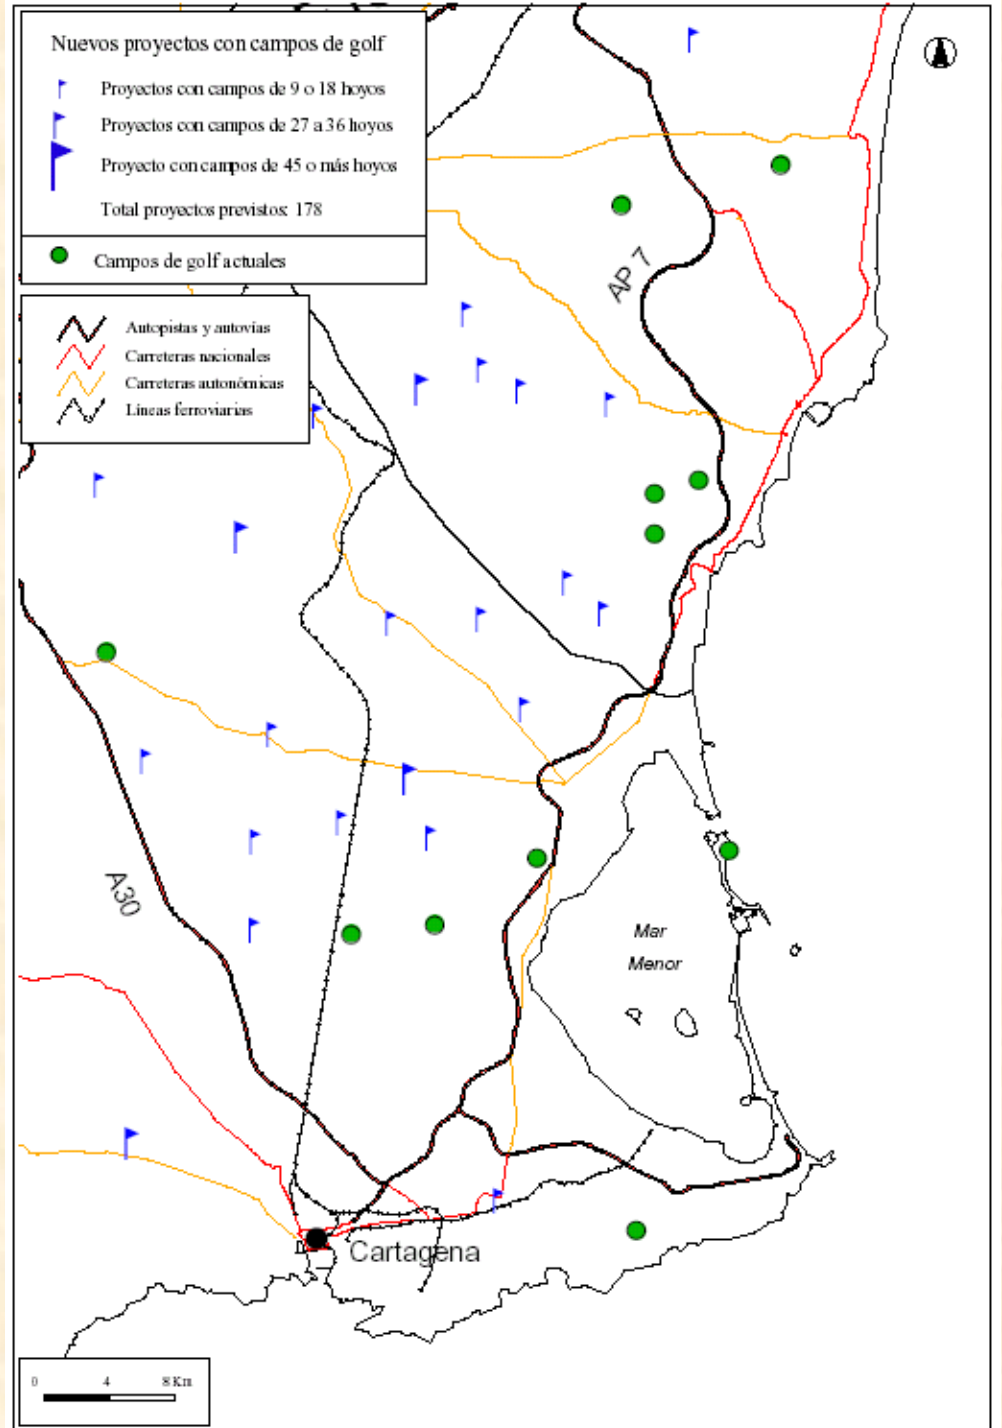 Nuevos proyectos con campos de golf
Proyectos con campos de 9 o 18 hoyos
Proyectos con campos de 27 a 36 hoyos
Proyecto con campos de 45 o más hoyos
Total proyectos previstos: 178
Campos de golf actuales
Autopistas y autovías
Carreteras nacionales
Carreteras autonómicas
Líneas ferroviarias
AP 7
A30
Mar
Menor
Cartagena
0 4 8 Km